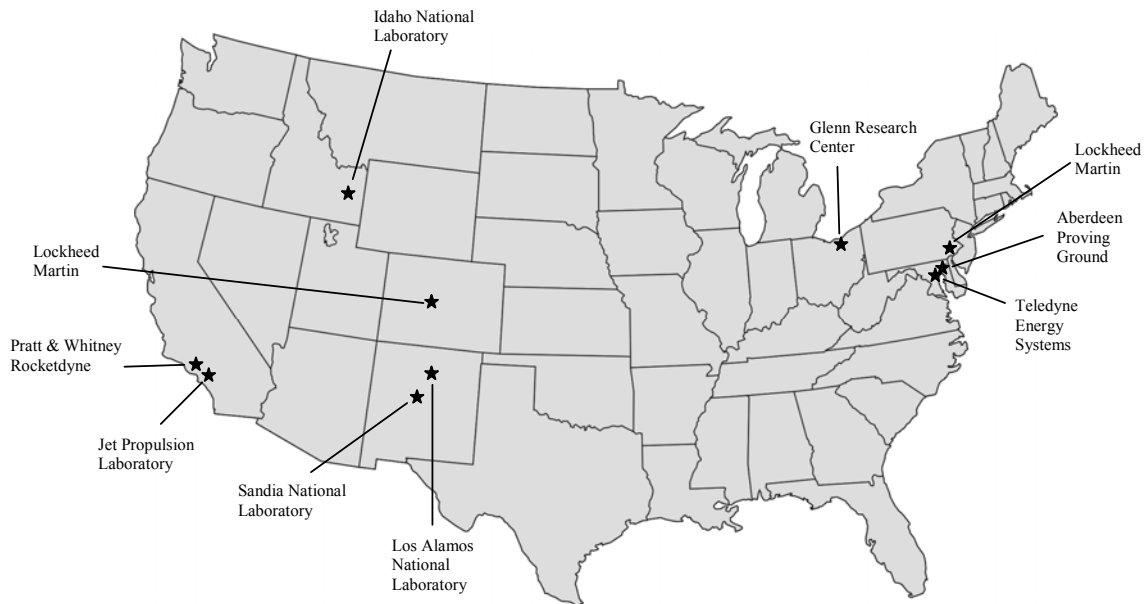 Idaho National
Laboratory
Glenn Research
Center
Lockheed
Martin
Aberdeen
Proving
Ground
Lockheed
Martin
Teledyne
Energy
Systems
Pratt & Whitney
Rocketdyne
Jet Propulsion
Laboratory
Sandia National
Laboratory
Los Alamos
National
Laboratory